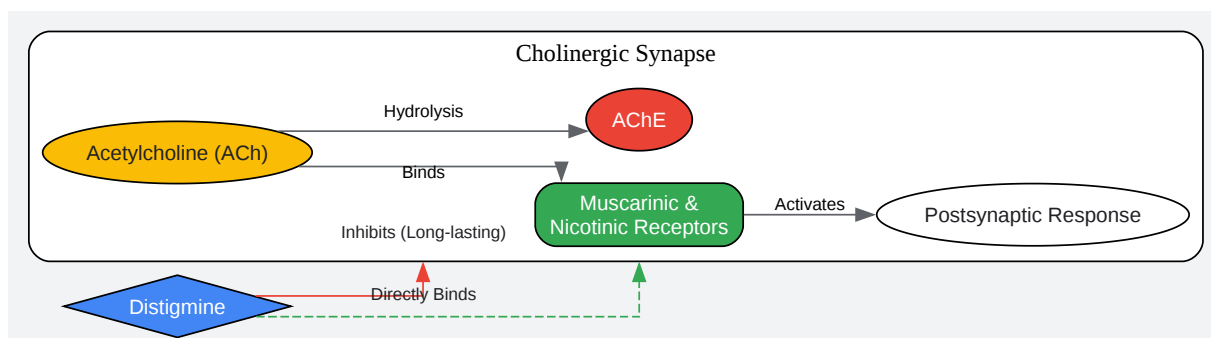 Cholinergic Synapse
Hydrolysis
AChE
Acetylcholine (ACh)
Binds
Muscarinic &
Nicotinic Receptors
Activates
Postsynaptic Response
Inhibits (Long-lasting)
Directly Binds
Distigmine